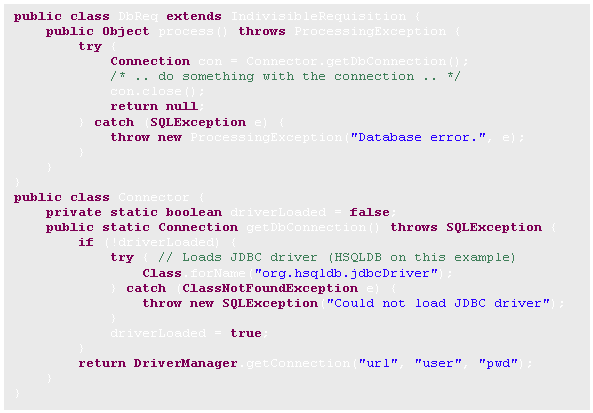 public class DbReq extends IndivisibleRequisition {
    public Object process() throws ProcessingException {
        try {
            Connection con = Connector.getDbConnection();
            /* .. do something with the connection .. */
            con.close();
            return null;
        } catch (SQLException e) {
            throw new ProcessingException("Database error.", e);
        }
    }
}
public class Connector {
    private static boolean driverLoaded = false;
    public static Connection getDbConnection() throws SQLException {
        if (!driverLoaded) {
            try { // Loads JDBC driver (HSQLDB on this example)
                Class.forName("org.hsqldb.jdbcDriver");
            } catch (ClassNotFoundException e) {
                throw new SQLException("Could not load JDBC driver");
            }
            driverLoaded = true;
        }
        return DriverManager.getConnection("url", "user", "pwd");
    }
}